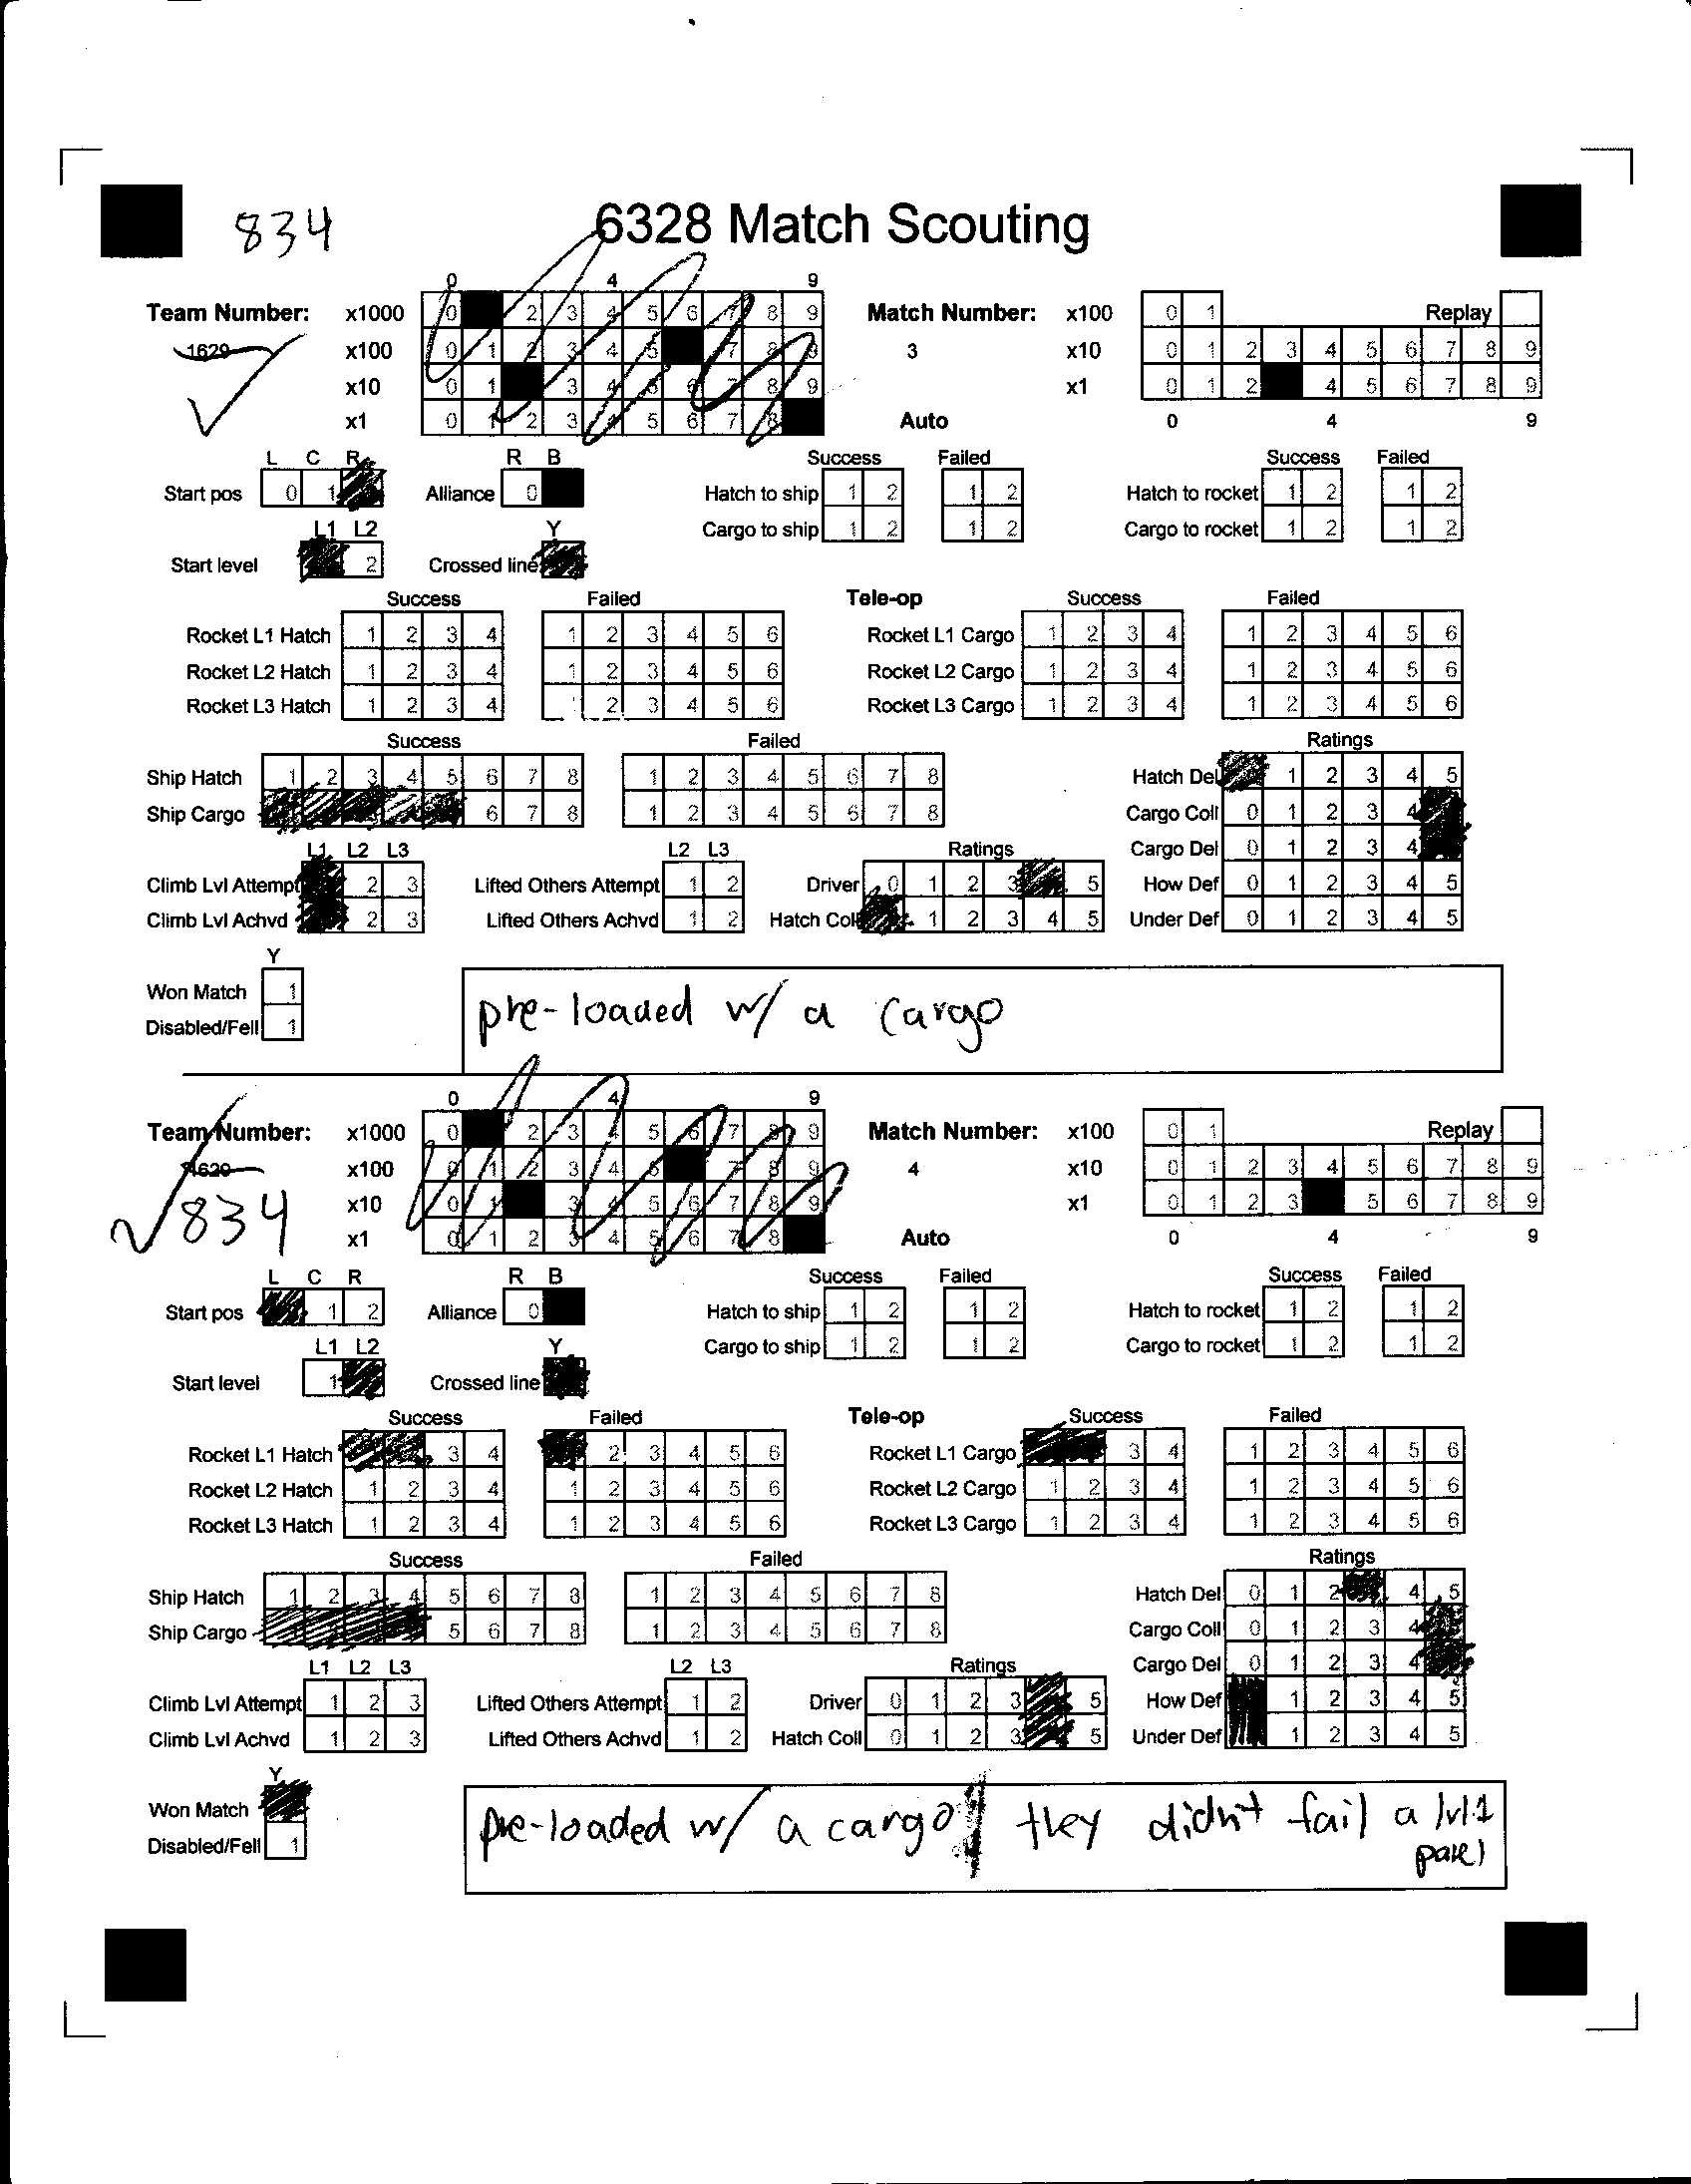 834 6328 Match Scouting
0 4 9
Team Number: x1000 0 2 3 4 5 6 7 8 9 Match Number: x100 0 1 Replay
1629 x100 0 1 2 3 4 5 7 8 9 3 x10 0 1 2 3 4 5 6 7 8 9
x10 0 1 3 4 5 6 7 8 9 x1 0 1 2 4 5 6 7 8 9
x1 0 1 2 3 4 5 6 7 8 Auto 0 4 9
L C R R B Success Failed Success Failed
Start pos 0 1 Alliance 0 Hatch to ship 1 2 1 2 Hatch to rocket 1 2 1 2
L1 L2 Y Cargo to ship 1 2 1 2 Cargo to rocket 1 2 1 2
Start level 2 Crossed line
Success Failed Tele-op Success Failed
Rocket L1 Hatch 1 2 3 4 1 2 3 4 5 6 Rocket L1 Cargo 1 2 3 4 1 2 3 4 5 6
Rocket L2 Hatch 1 2 3 4 1 2 3 4 5 6 Rocket L2 Cargo 1 2 3 4 1 2 3 4 5 6
Rocket L3 Hatch 1 2 3 4 2 3 4 5 6 Rocket L3 Cargo 1 2 3 4 1 2 3 4 5 6
Success Failed Ratings
Ship Hatch 1 2 3 4 5 6 7 8 1 2 3 4 5 6 7 8 Hatch Del 1 2 3 4 5
Ship Cargo 6 7 8 1 2 3 4 5 6 7 8 Cargo Coll 0 1 2 3 4
L1 L2 L3 L2 L3 Ratings Cargo Del 0 1 2 3 4
Climb Lvl Attempt 2 3 Lifted Others Attempt 1 2 Driver 0 1 2 3 5 How Def 0 1 2 3 4 5
Climb Lvl Achvd 2 3 Lifted Others Achvd 1 2 Hatch Coll 1 2 3 4 5 Under Def 0 1 2 3 4 5
Y
Won Match 1
Disabled/Fell 1
pre-loaded w/ a cargo
0 4 9
Team Number: x1000 0 2 3 4 5 6 7 8 9 Match Number: x100 0 1 Replay
1629 x100 0 1 2 3 4 5 7 8 9 4 x10 0 1 2 3 4 5 6 7 8 9
834 x10 0 1 3 4 5 6 7 8 9 x1 0 1 2 3 5 6 7 8 9
x1 0 1 2 3 4 5 6 7 8 Auto 0 4 9
L C R R B Success Failed Success Failed
Start pos 1 2 Alliance 0 Hatch to ship 1 2 1 2 Hatch to rocket 1 2 1 2
L1 L2 Y Cargo to ship 1 2 1 2 Cargo to rocket 1 2 1 2
Start level 1 Crossed line
Success Failed Tele-op Success Failed
Rocket L1 Hatch 3 4 2 3 4 5 6 Rocket L1 Cargo 3 4 1 2 3 4 5 6
Rocket L2 Hatch 1 2 3 4 1 2 3 4 5 6 Rocket L2 Cargo 1 2 3 4 1 2 3 4 5 6
Rocket L3 Hatch 1 2 3 4 1 2 3 4 5 6 Rocket L3 Cargo 1 2 3 4 1 2 3 4 5 6
Success Failed Ratings
Ship Hatch 1 2 3 4 5 6 7 8 1 2 3 4 5 6 7 8 Hatch Del 0 1 2 4 5
Ship Cargo 5 6 7 8 1 2 3 4 5 6 7 8 Cargo Coll 0 1 2 3 4
L1 L2 L3 L2 L3 Ratings Cargo Del 0 1 2 3 4
Climb Lvl Attempt 1 2 3 Lifted Others Attempt 1 2 Driver 0 1 2 3 5 How Def 1 2 3 4 5
Climb Lvl Achvd 1 2 3 Lifted Others Achvd 1 2 Hatch Coll 0 1 2 3 5 Under Def 1 2 3 4 5
Y
Won Match
Disabled/Fell 1
pre-loaded w/ a cargo they didn't fail a lvl1
panel